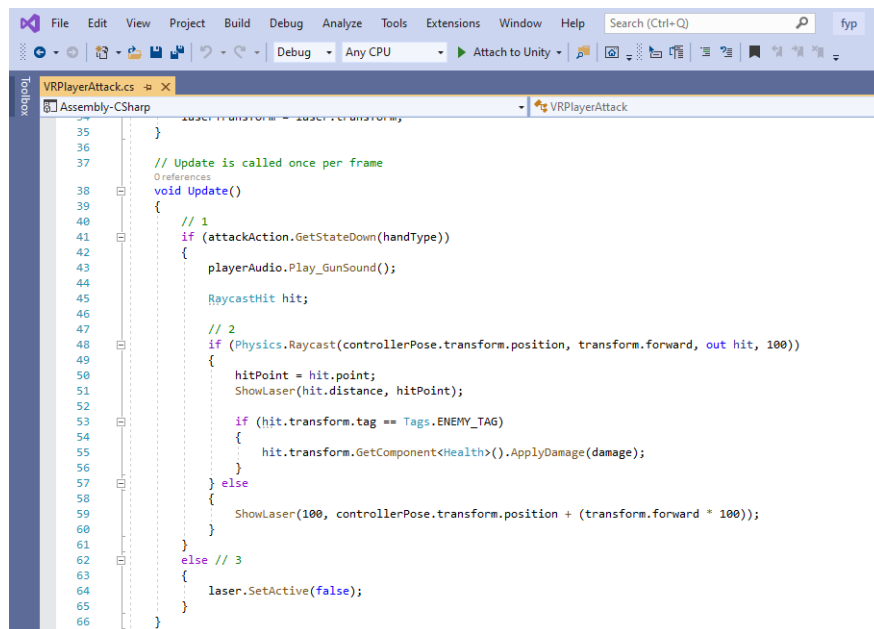 File Edit View Project Build Debug Analyze Tools Extensions Window Help Search (Ctrl+Q) fyp
Debug Any CPU Attach to Unity
Toolbox
VRPlayerAttack.cs
Assembly-CSharp VRPlayerAttack
34 laserTransform = laser.transform;
35 }
36
37 // Update is called once per frame
0 references
38 void Update()
39 {
40 // 1
41 if (attackAction.GetStateDown(handType))
42 {
43 playerAudio.Play_GunSound();
44
45 RaycastHit hit;
46
47 // 2
48 if (Physics.Raycast(controllerPose.transform.position, transform.forward, out hit, 100))
49 {
50 hitPoint = hit.point;
51 ShowLaser(hit.distance, hitPoint);
52
53 if (hit.transform.tag == Tags.ENEMY_TAG)
54 {
55 hit.transform.GetComponent<Health>().ApplyDamage(damage);
56 }
57 } else
58 {
59 ShowLaser(100, controllerPose.transform.position + (transform.forward * 100));
60 }
61 }
62 else // 3
63 {
64 laser.SetActive(false);
65 }
66 }